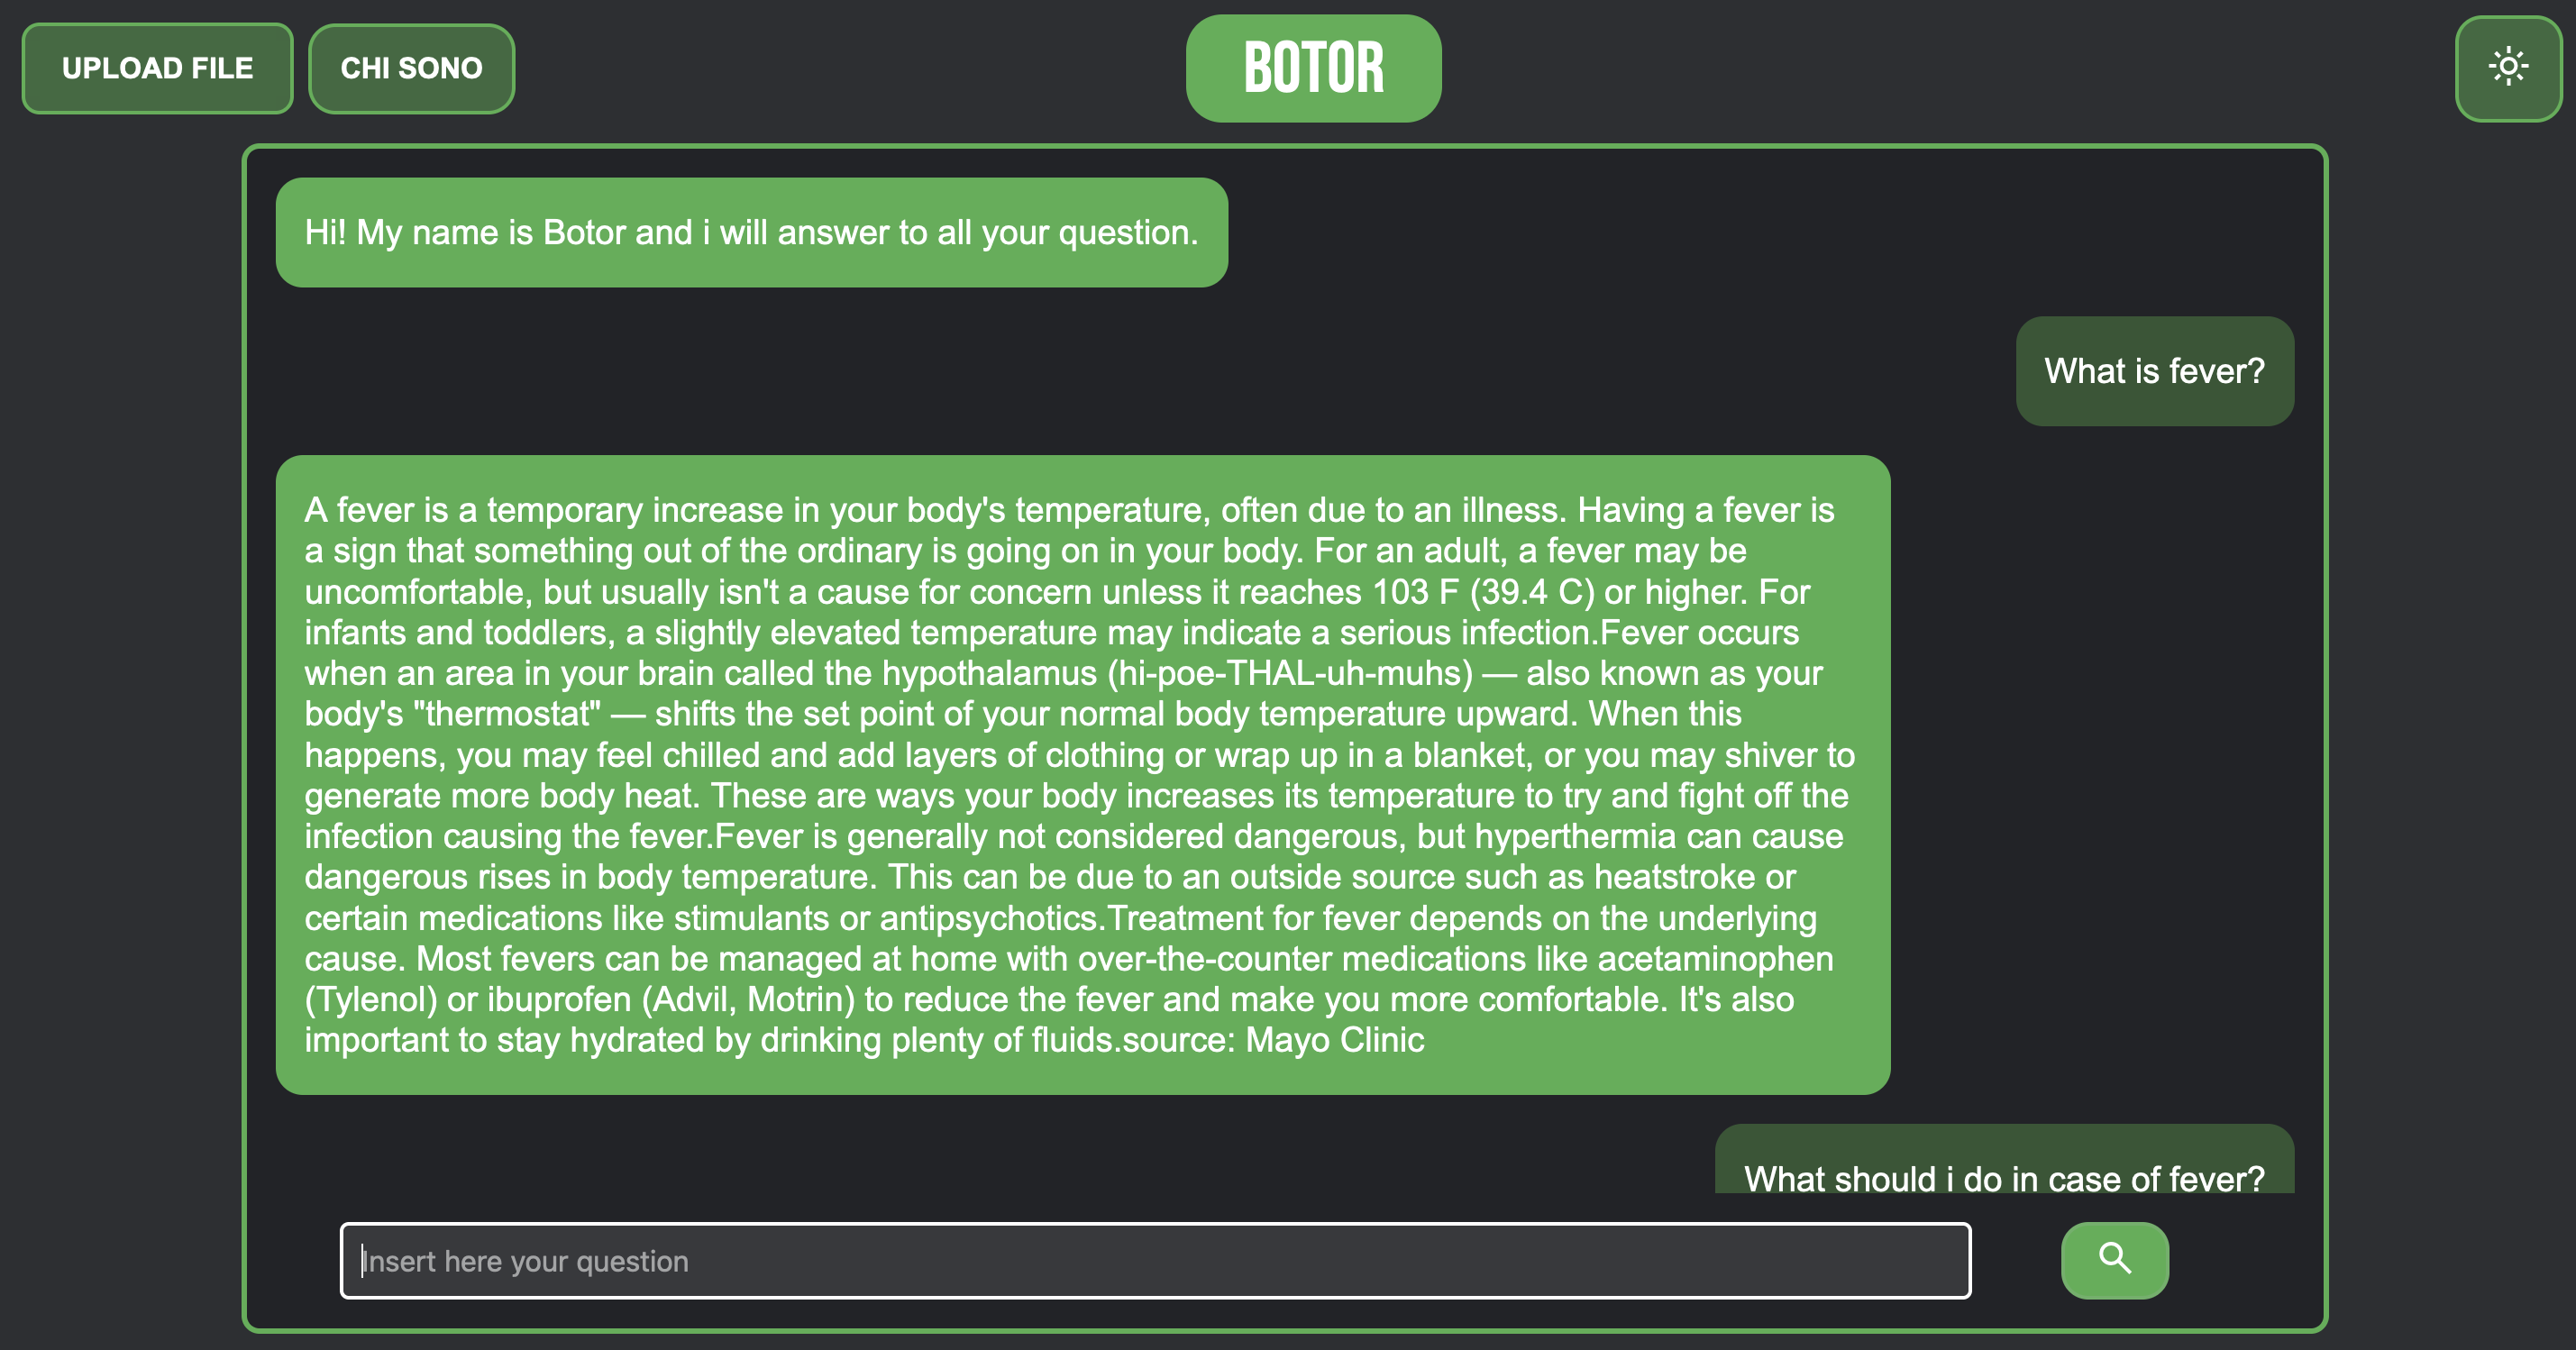 UPLOAD FILE
CHI SONO
BOTOR
Hi! My name is Botor and i will answer to all your question.
What is fever?
A fever is a temporary increase in your body's temperature, often due to an illness. Having a fever is
a sign that something out of the ordinary is going on in your body. For an adult, a fever may be
uncomfortable, but usually isn't a cause for concern unless it reaches 103 F (39.4 C) or higher. For
infants and toddlers, a slightly elevated temperature may indicate a serious infection.Fever occurs
when an area in your brain called the hypothalamus (hi-poe-THAL-uh-muhs) — also known as your
body's "thermostat" — shifts the set point of your normal body temperature upward. When this
happens, you may feel chilled and add layers of clothing or wrap up in a blanket, or you may shiver to
generate more body heat. These are ways your body increases its temperature to try and fight off the
infection causing the fever.Fever is generally not considered dangerous, but hyperthermia can cause
dangerous rises in body temperature. This can be due to an outside source such as heatstroke or
certain medications like stimulants or antipsychotics.Treatment for fever depends on the underlying
cause. Most fevers can be managed at home with over-the-counter medications like acetaminophen
(Tylenol) or ibuprofen (Advil, Motrin) to reduce the fever and make you more comfortable. It's also
important to stay hydrated by drinking plenty of fluids.source: Mayo Clinic
What should i do in case of fever?
Insert here your question